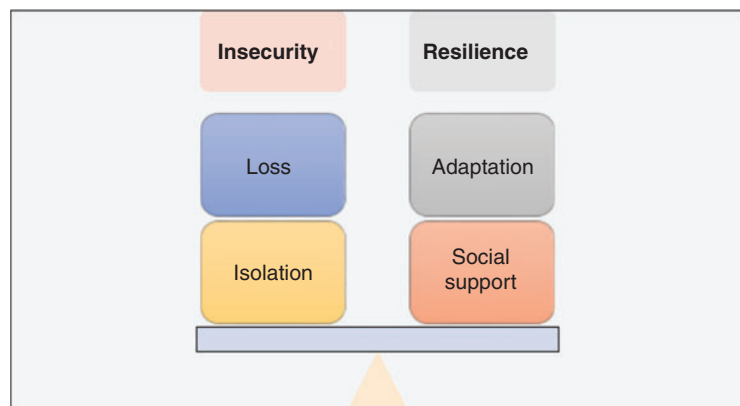 Insecurity
Resilience
Loss
Adaptation
Isolation
Social
support